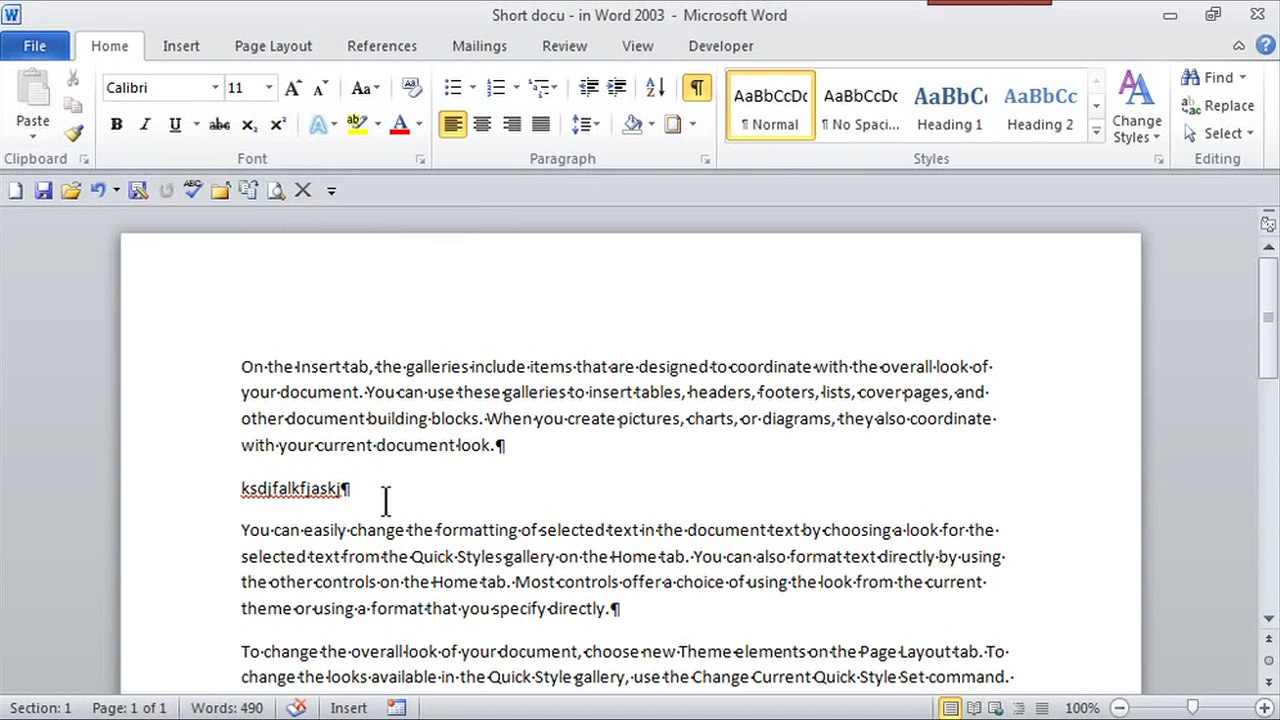 Short docu - in Word 2003 - Microsoft Word
File Home Insert Page Layout References Mailings Review View Developer
Calibri 11 Aa AaBbCcDc AaBbCcDc AaBbC AaBbCc Find
Paste Replace
B I U abc x₂ x² A ab A ¶ Normal ¶ No Spaci... Heading 1 Heading 2 Change Styles Select
Clipboard Font Paragraph Styles Editing
On the Insert tab, the galleries include items that are designed to coordinate with the overall look of
your document. You can use these galleries to insert tables, headers, footers, lists, cover pages, and
other document building blocks. When you create pictures, charts, or diagrams, they also coordinate
with your current document look.¶
ksdjfalkfjaskj¶
You can easily change the formatting of selected text in the document text by choosing a look for the
selected text from the Quick Styles gallery on the Home tab. You can also format text directly by using
the other controls on the Home tab. Most controls offer a choice of using the look from the current
theme or using a format that you specify directly.¶
To change the overall look of your document, choose new Theme elements on the Page Layout tab. To
change the looks available in the Quick Style gallery, use the Change Current Quick Style Set command.
Section: 1 Page: 1 of 1 Words: 490 Insert 100%